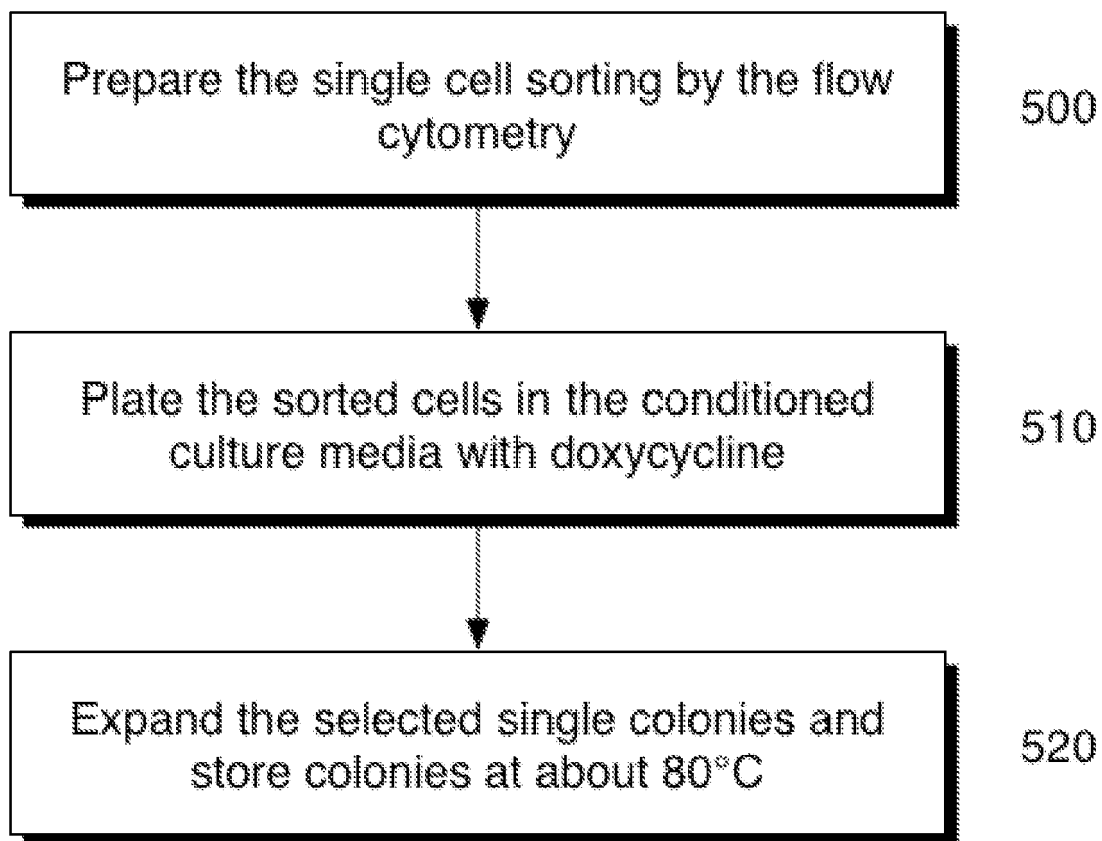 Prepare the single cell sorting by the flow
cytometry
500
Plate the sorted cells in the conditioned
culture media with doxycycline
510
Expand the selected single colonies and
store colonies at about 80°C
520